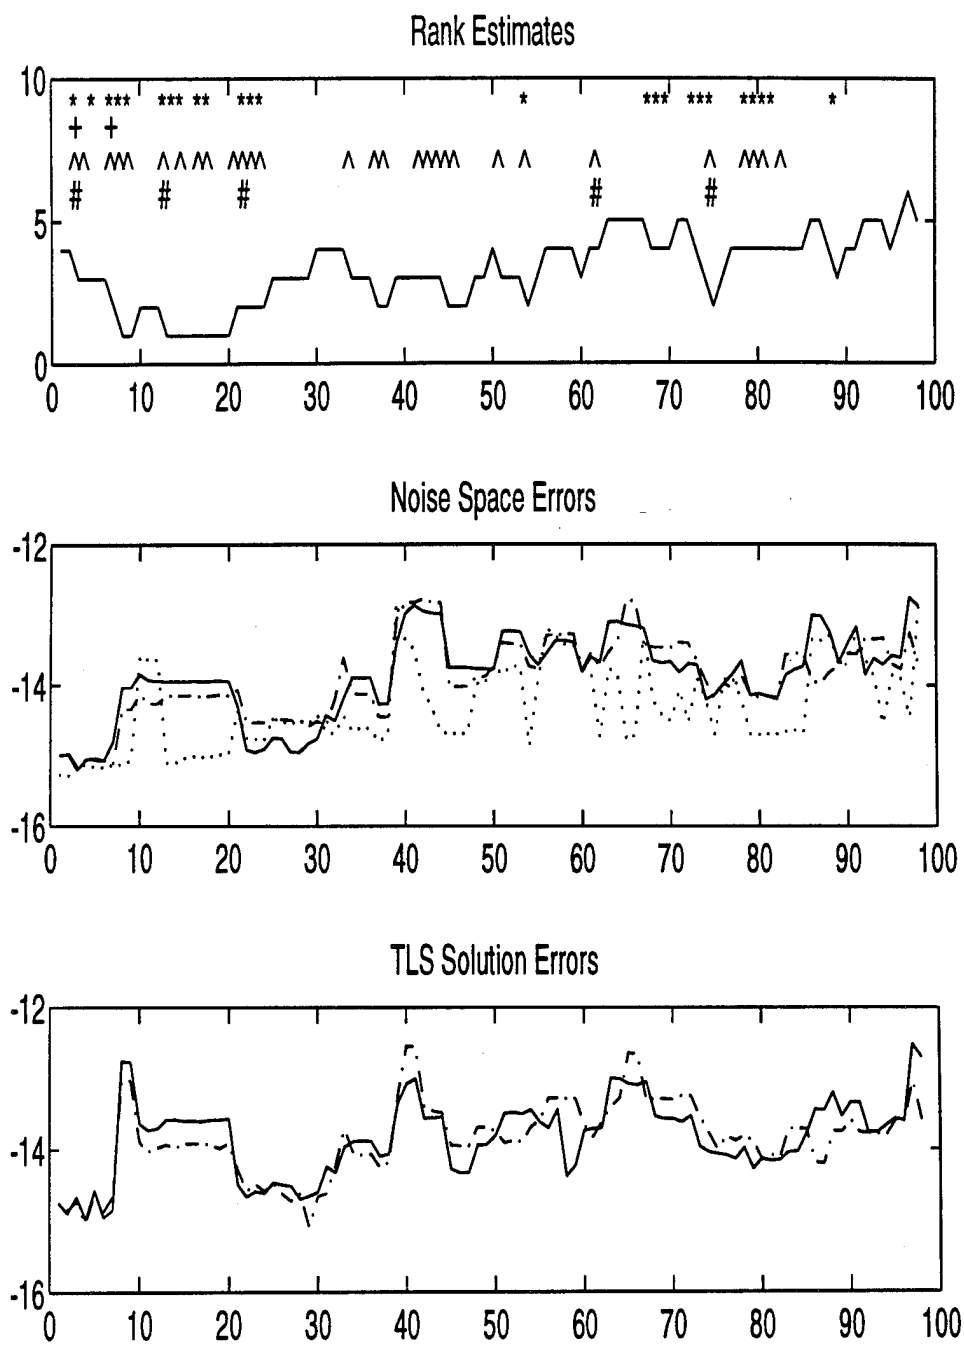 Rank Estimates
10
* * *** *** ** *** * *** *** **** *
+ +
^^ ^^^ ^ ^ ^^ ^^^^ ^ ^^ ^^^^^ ^ ^ ^ ^ ^^^ ^
# # # # #
5
0
0 10 20 30 40 50 60 70 80 90 100
Noise Space Errors
-12
-14
-16
0 10 20 30 40 50 60 70 80 90 100
TLS Solution Errors
-12
-14
-16
0 10 20 30 40 50 60 70 80 90 100